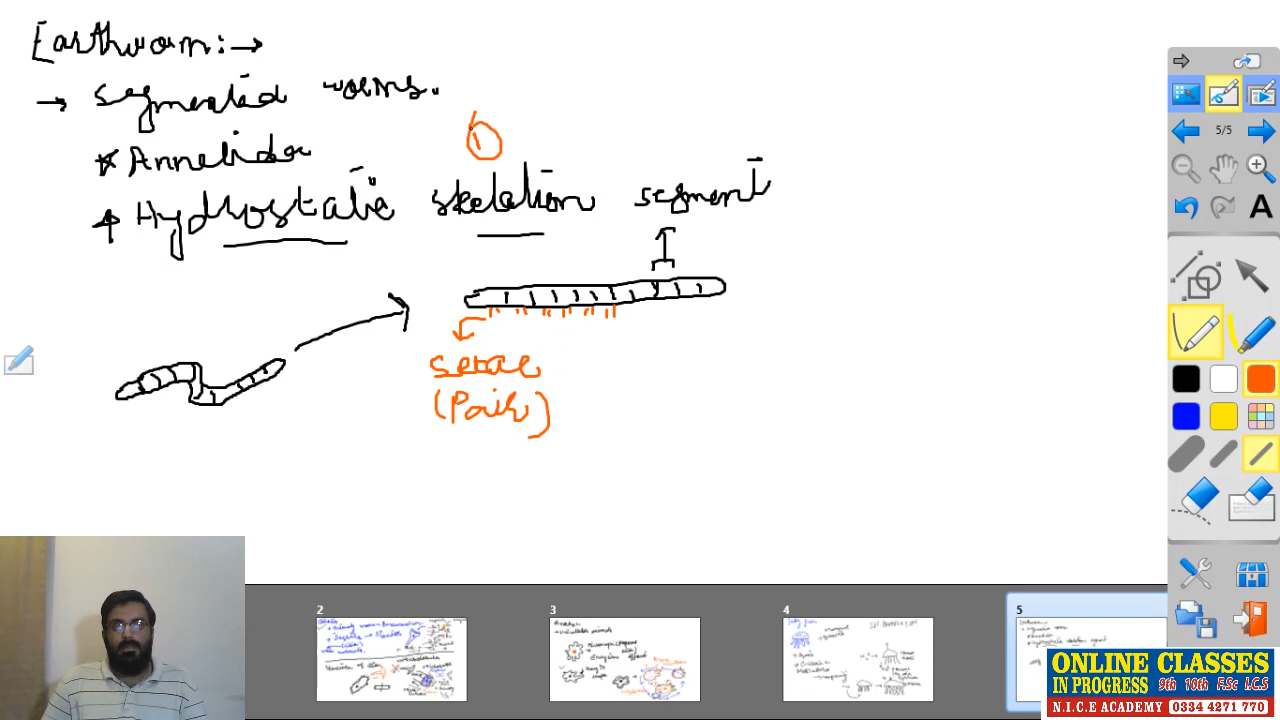 Earthworm:→
→ Segmented worms.
* Annelida
* Hydrostatic skeleton segment
1
Setae
(Pair)
5/5
A
2
3
4
5
ONLINE CLASSES
IN PROGRESS 9th 10th F.Sc I.C.S
N.I.C.E ACADEMY 0334 4271 770